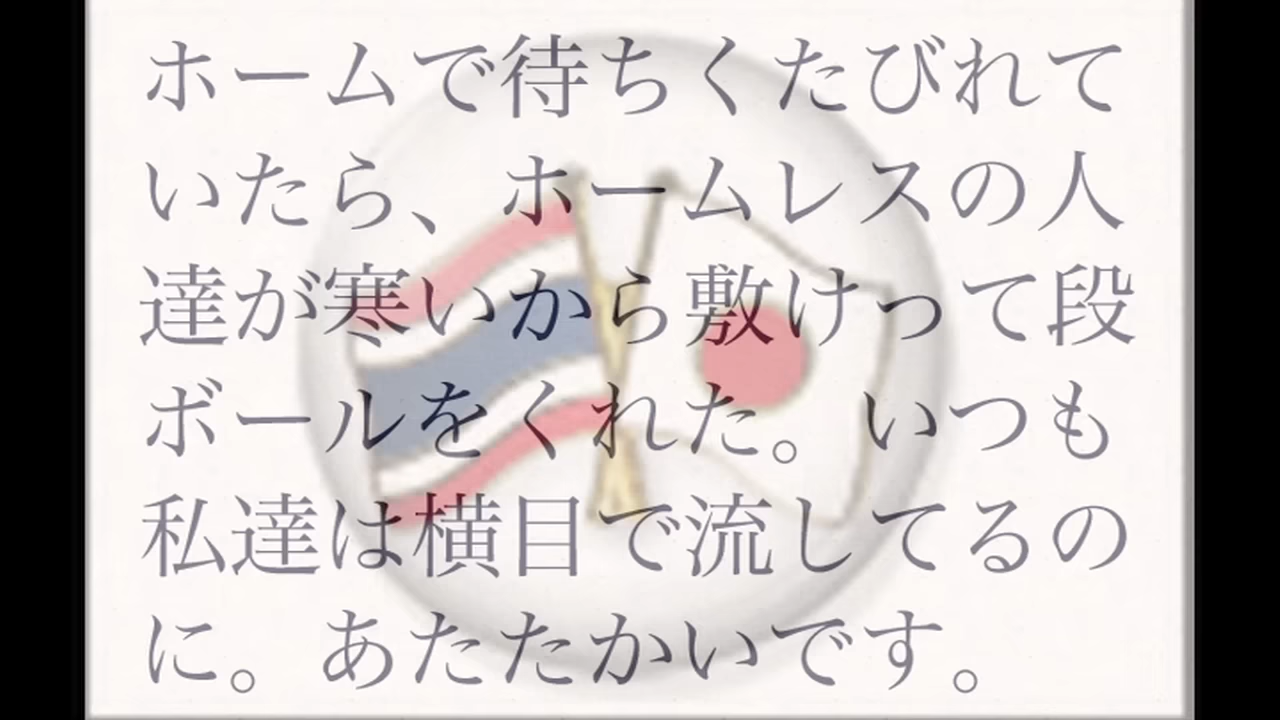 ホームで待ちくたびれて
いたら、ホームレスの人
達が寒いから敷けって段
ボールをくれた。いつも
私達は横目で流してるの
に。あたたかいです。